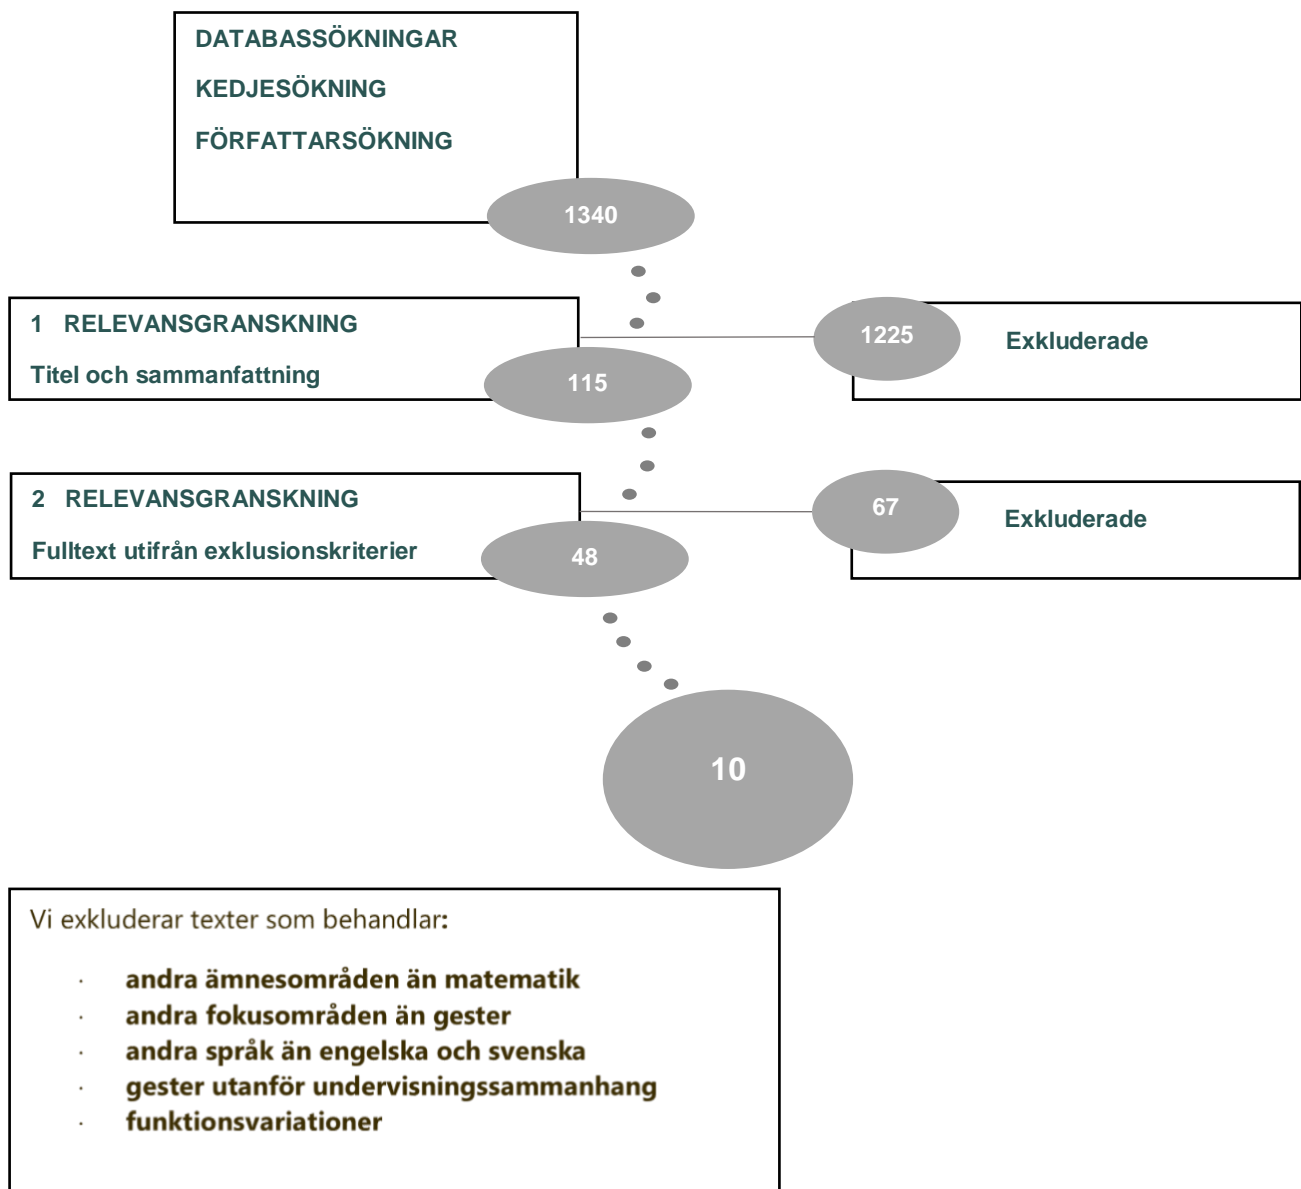 DATABASSÖKNINGAR
KEDJESÖKNING
FÖRFATTARSÖKNING
1340
1 RELEVANSGRANSKNING
Titel och sammanfattning
115
1225
Exkluderade
2 RELEVANSGRANSKNING
Fulltext utifrån exklusionskriterier
48
67
Exkluderade
10
Vi exkluderar texter som behandlar:
· andra ämnesområden än matematik
· andra fokusområden än gester
· andra språk än engelska och svenska
· gester utanför undervisningssammanhang
· funktionsvariationer